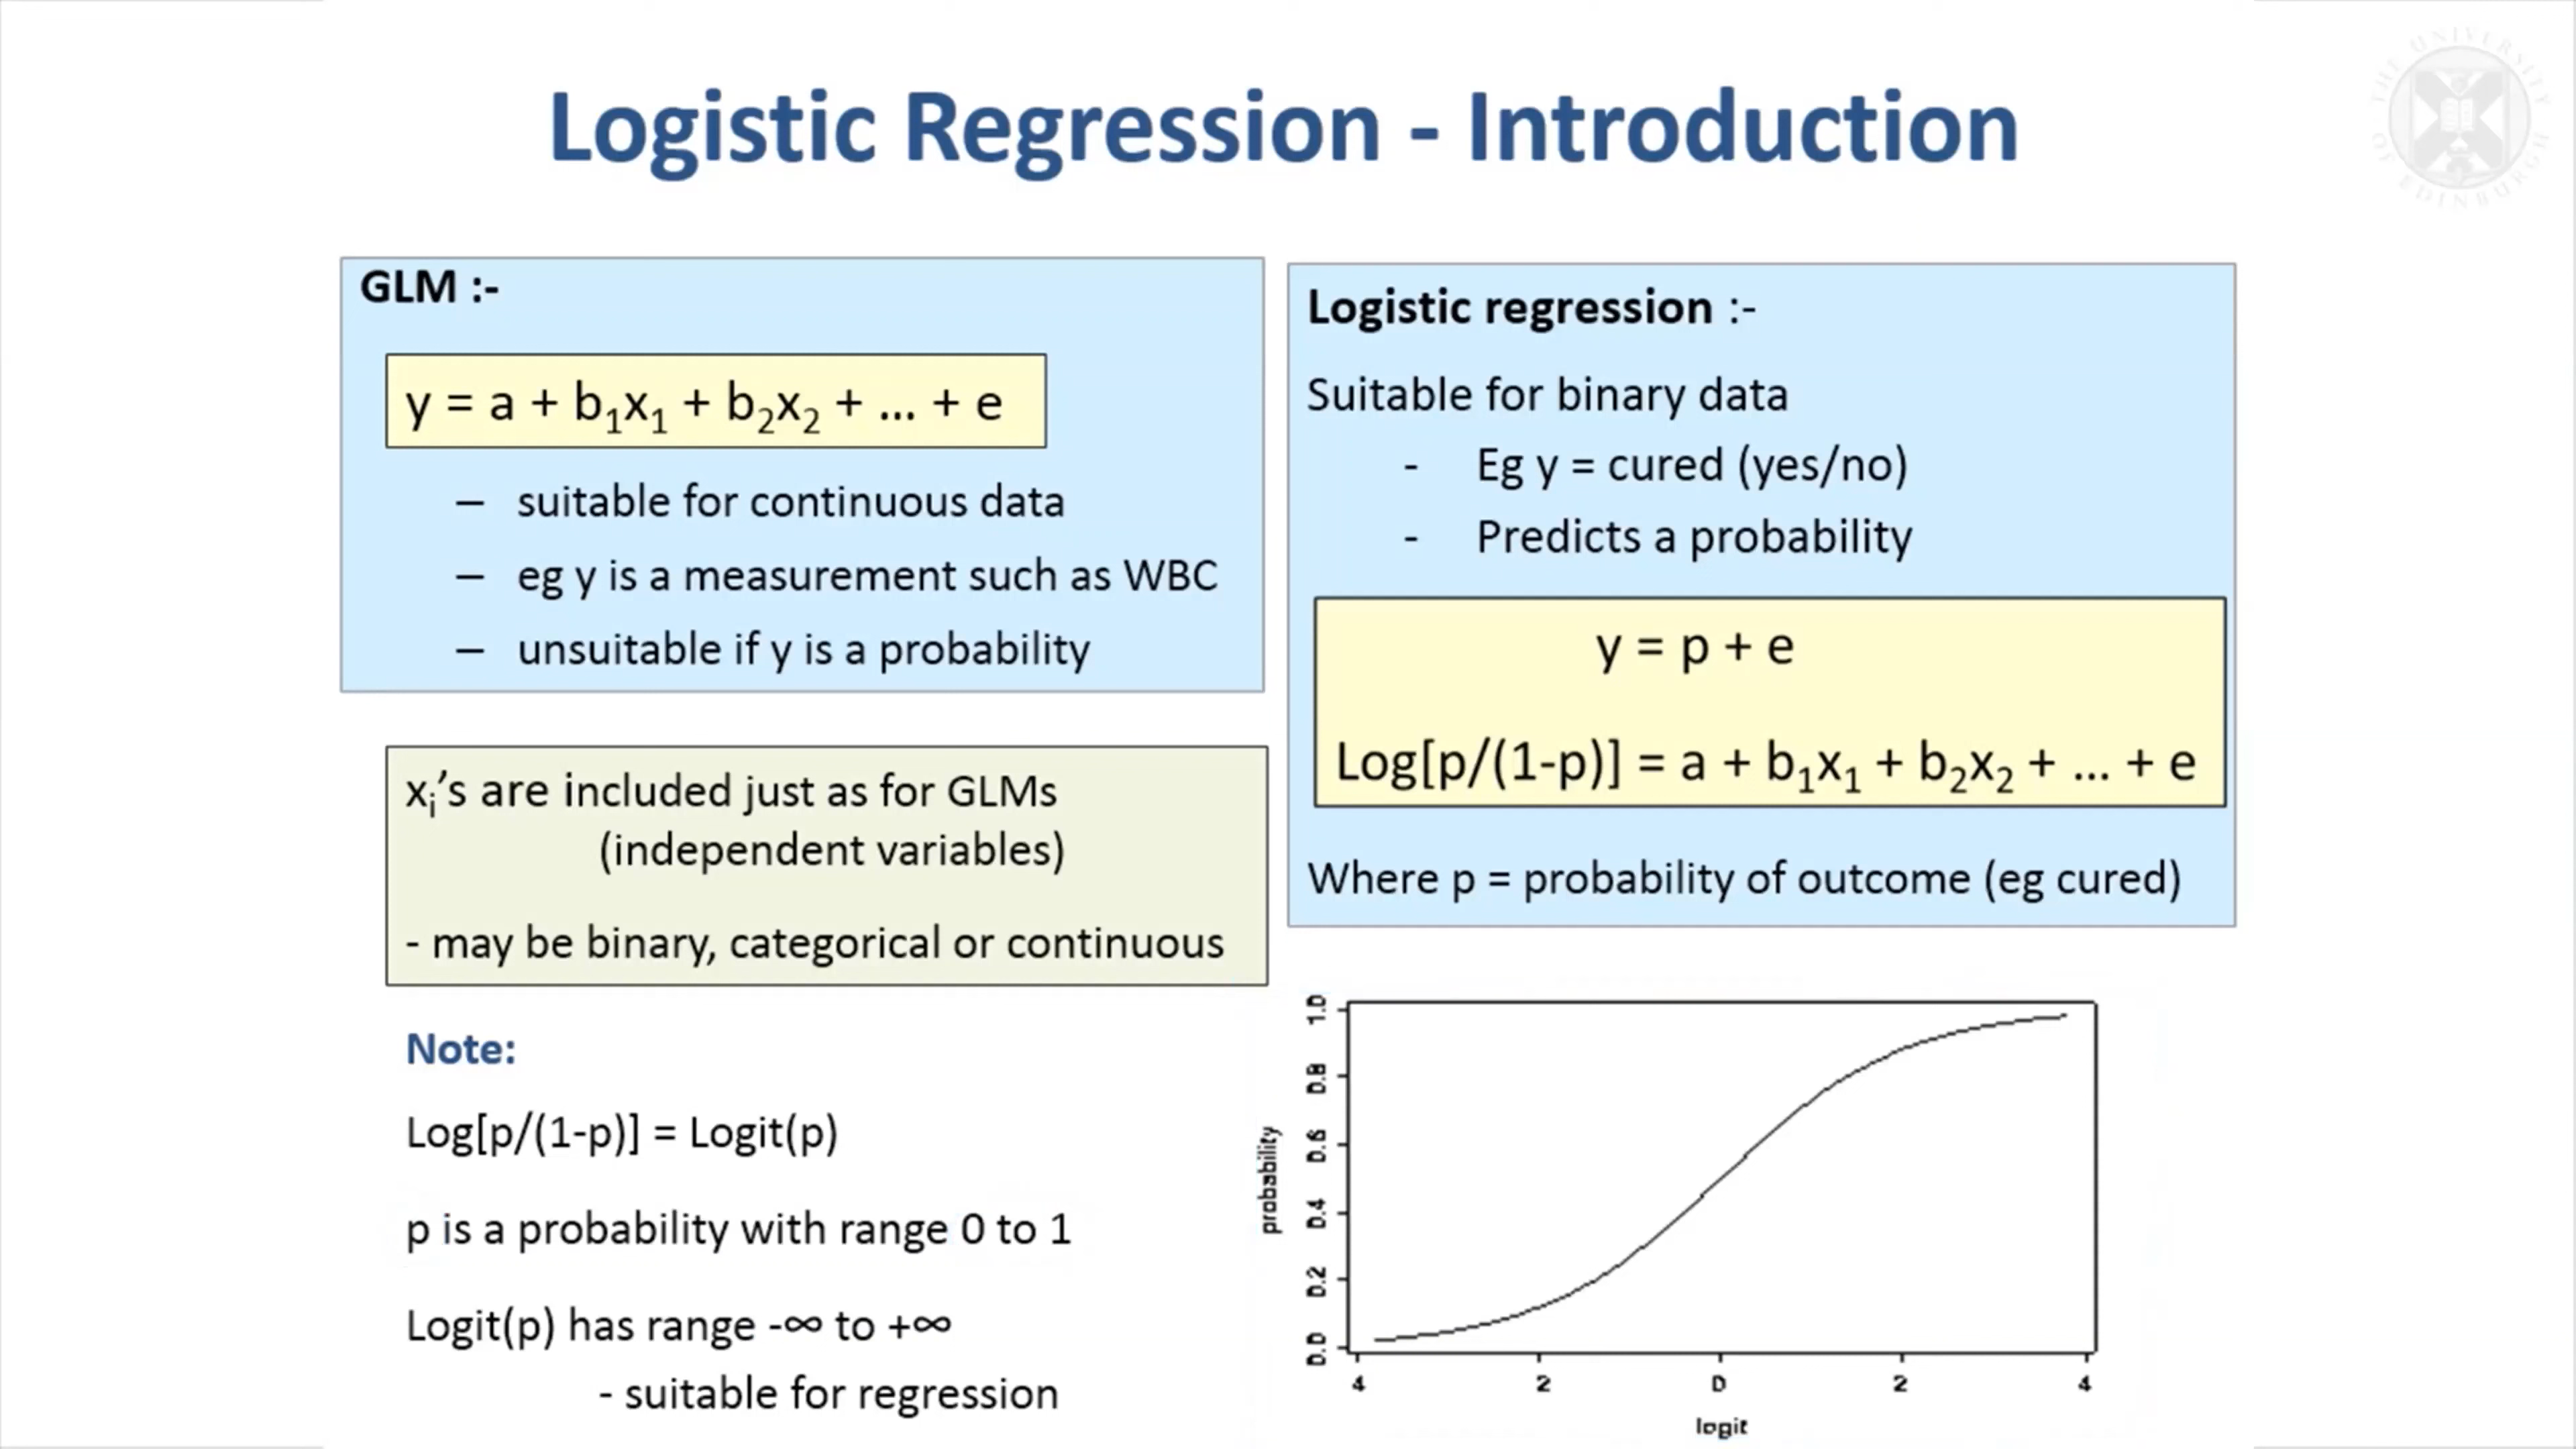 THE UNIVERSITY OF EDINBURGH
Logistic Regression - Introduction
GLM :-
y = a + b₁x₁ + b₂x₂ + ... + e
– suitable for continuous data
– eg y is a measurement such as WBC
– unsuitable if y is a probability
xᵢ's are included just as for GLMs
(independent variables)
- may be binary, categorical or continuous
Note:
Log[p/(1-p)] = Logit(p)
p is a probability with range 0 to 1
Logit(p) has range -∞ to +∞
- suitable for regression
Logistic regression :-
Suitable for binary data
- Eg y = cured (yes/no)
- Predicts a probability
y = p + e
Log[p/(1-p)] = a + b₁x₁ + b₂x₂ + ... + e
Where p = probability of outcome (eg cured)
probability
1.0
0.8
0.6
0.4
0.2
0.0
4 2 0 2 4
logit